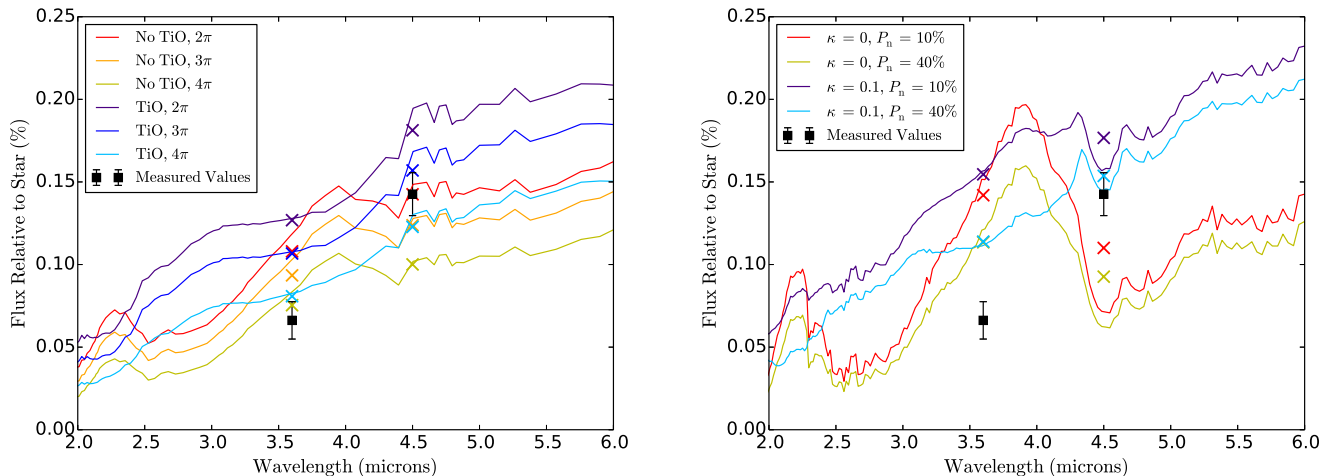 0.25
0.20
0.15
0.10
0.05
0.00
Flux Relative to Star (%)
No TiO, 2π
No TiO, 3π
No TiO, 4π
TiO, 2π
TiO, 3π
TiO, 4π
Measured Values
2.0 2.5 3.0 3.5 4.0 4.5 5.0 5.5 6.0
Wavelength (microns)
0.25
0.20
0.15
0.10
0.05
0.00
Flux Relative to Star (%)
κ = 0, Pₙ = 10%
κ = 0, Pₙ = 40%
κ = 0.1, Pₙ = 10%
κ = 0.1, Pₙ = 40%
Measured Values
2.0 2.5 3.0 3.5 4.0 4.5 5.0 5.5 6.0
Wavelength (microns)